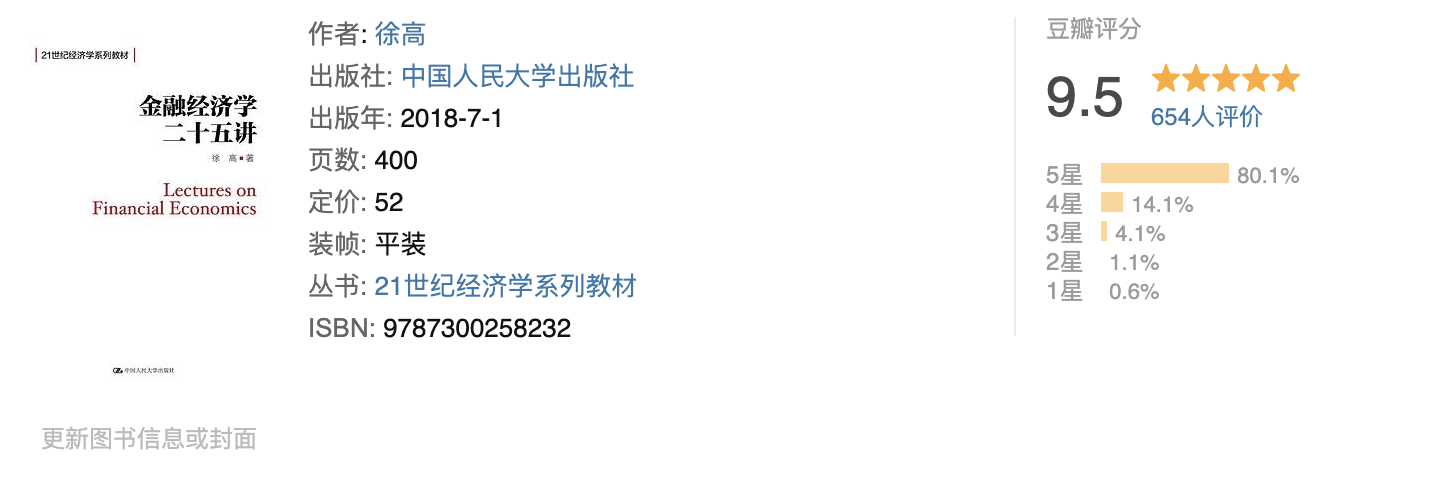 21世纪经济学系列教材
金融经济学
二十五讲
徐 高■著
Lectures on
Financial Economics
中国人民大学出版社
更新图书信息或封面
作者: 徐高
出版社: 中国人民大学出版社
出版年: 2018-7-1
页数: 400
定价: 52
装帧: 平装
丛书: 21世纪经济学系列教材
ISBN: 9787300258232
豆瓣评分
9.5
654人评价
5星 80.1%
4星 14.1%
3星 4.1%
2星 1.1%
1星 0.6%